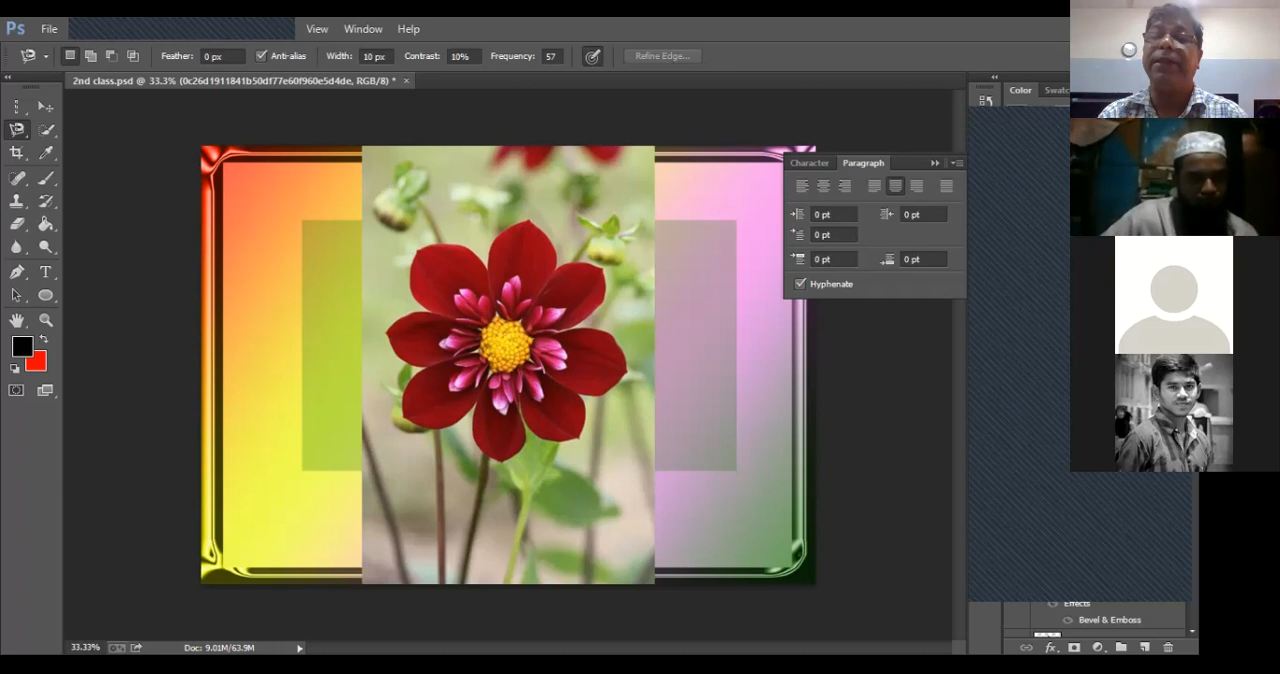 Ps File View Window Help
Feather: 0 px Anti-alias Width: 10 px Contrast: 10% Frequency: 57 Refine Edge...
2nd class.psd @ 33.3% (0c26d1911841b50df77e60f960e5d4de, RGB/8) * ×
Color Swatc
Character Paragraph
0 pt 0 pt
0 pt
0 pt 0 pt
Hyphenate
Effects
Bevel & Emboss
33.33% Doc: 9.01M/63.9M